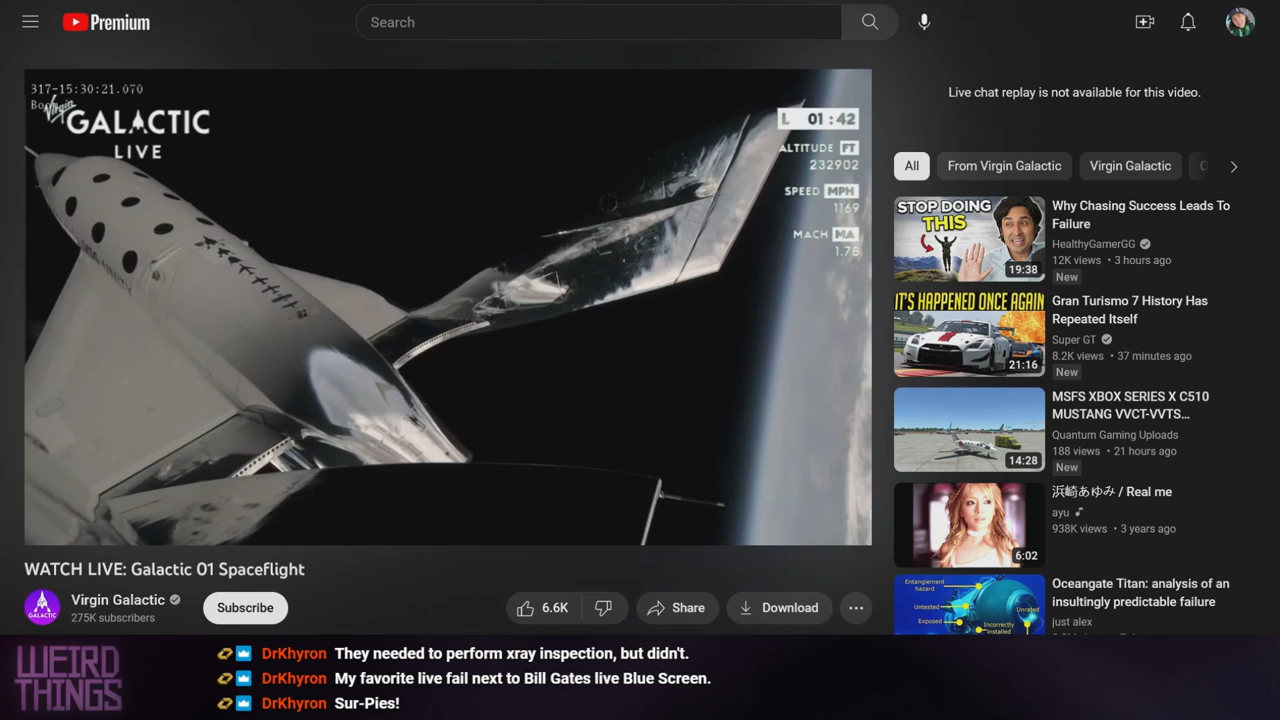 Premium
Search
317-15:30:21.070
Virgin
GALACTIC
LIVE
L 01:42
ALTITUDE FT
232902
SPEED MPH
1169
MACH MA
1.78
Live chat replay is not available for this video.
All
From Virgin Galactic
Virgin Galactic
STOP DOING
THIS
19:38
Why Chasing Success Leads To
Failure
HealthyGamerGG
12K views • 3 hours ago
New
IT'S HAPPENED ONCE AGAIN
21:16
Gran Turismo 7 History Has
Repeated Itself
Super GT
8.2K views • 37 minutes ago
New
14:28
MSFS XBOX SERIES X C510
MUSTANG VVCT-VVTS...
Quantum Gaming Uploads
188 views • 21 hours ago
New
6:02
浜崎あゆみ / Real me
ayu
938K views • 3 years ago
Entanglement
hazard
Untested
Exposed
Unrated
Incorrectly
installed
Oceangate Titan: analysis of an
insultingly predictable failure
just alex
WATCH LIVE: Galactic 01 Spaceflight
GALACTIC
Virgin Galactic
275K subscribers
Subscribe
6.6K
Share
Download
WEIRD
THINGS
DrKhyron They needed to perform xray inspection, but didn't.
DrKhyron My favorite live fail next to Bill Gates live Blue Screen.
DrKhyron Sur-Pies!